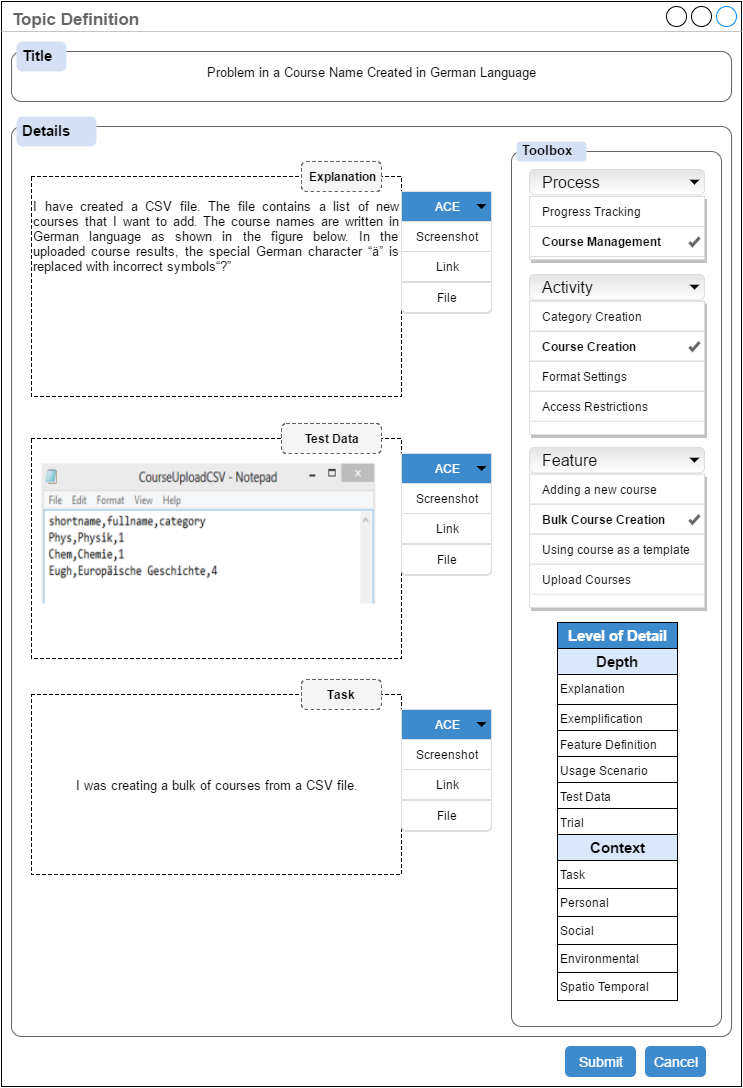 Topic Definition
Title
Problem in a Course Name Created in German Language
Details
Explanation
I have created a CSV file. The file contains a list of new
courses that I want to add. The course names are written in
German language as shown in the figure below. In the
uploaded course results, the special German character “ä” is
replaced with incorrect symbols“?”
ACE
Screenshot
Link
File
Test Data
CourseUploadCSV - Notepad
x
File Edit Format View Help
shortname,fullname,category
Phys,Physik,1
Chem,Chemie,1
Eugh,Europäische Geschichte,4
ACE
Screenshot
Link
File
Task
I was creating a bulk of courses from a CSV file.
ACE
Screenshot
Link
File
Toolbox
Process
Progress Tracking
Course Management
Activity
Category Creation
Course Creation
Format Settings
Access Restrictions
Feature
Adding a new course
Bulk Course Creation
Using course as a template
Upload Courses
Level of Detail
Depth
Explanation
Exemplification
Feature Definition
Usage Scenario
Test Data
Trial
Context
Task
Personal
Social
Environmental
Spatio Temporal
Submit
Cancel